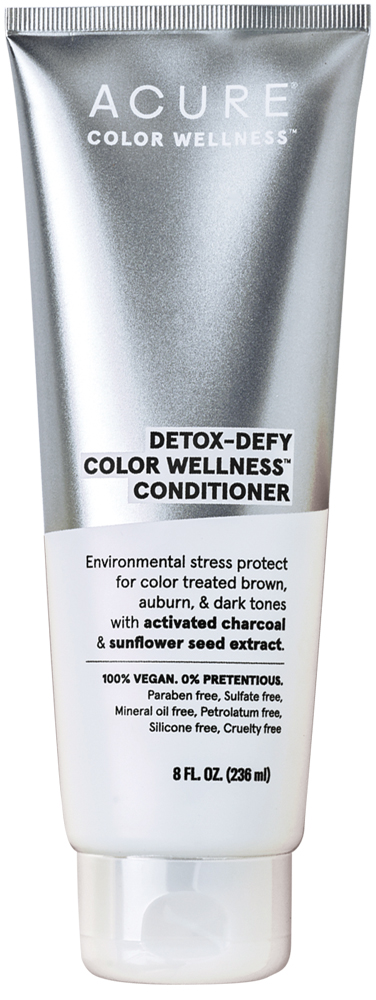 ACURE®
COLOR WELLNESS™
DETOX-DEFY
COLOR WELLNESS™
CONDITIONER
Environmental stress protect
for color treated brown,
auburn, & dark tones
with activated charcoal
& sunflower seed extract.
100% VEGAN. 0% PRETENTIOUS.
Paraben free, Sulfate free,
Mineral oil free, Petrolatum free,
Silicone free, Cruelty free
8 FL. OZ. (236 ml)